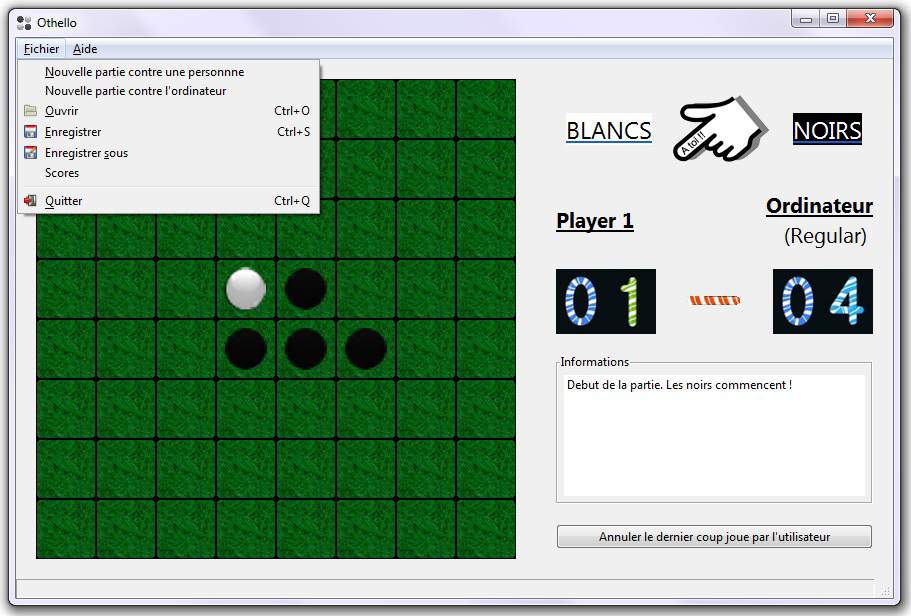 Othello
Fichier Aide
Nouvelle partie contre une personnne
Nouvelle partie contre l'ordinateur
Ouvrir Ctrl+O
Enregistrer Ctrl+S
Enregistrer sous
Scores
Quitter Ctrl+Q
BLANCS
A toi !!
NOIRS
Player 1
Ordinateur
(Regular)
01
04
Informations
Debut de la partie. Les noirs commencent !
Annuler le dernier coup joue par l'utilisateur